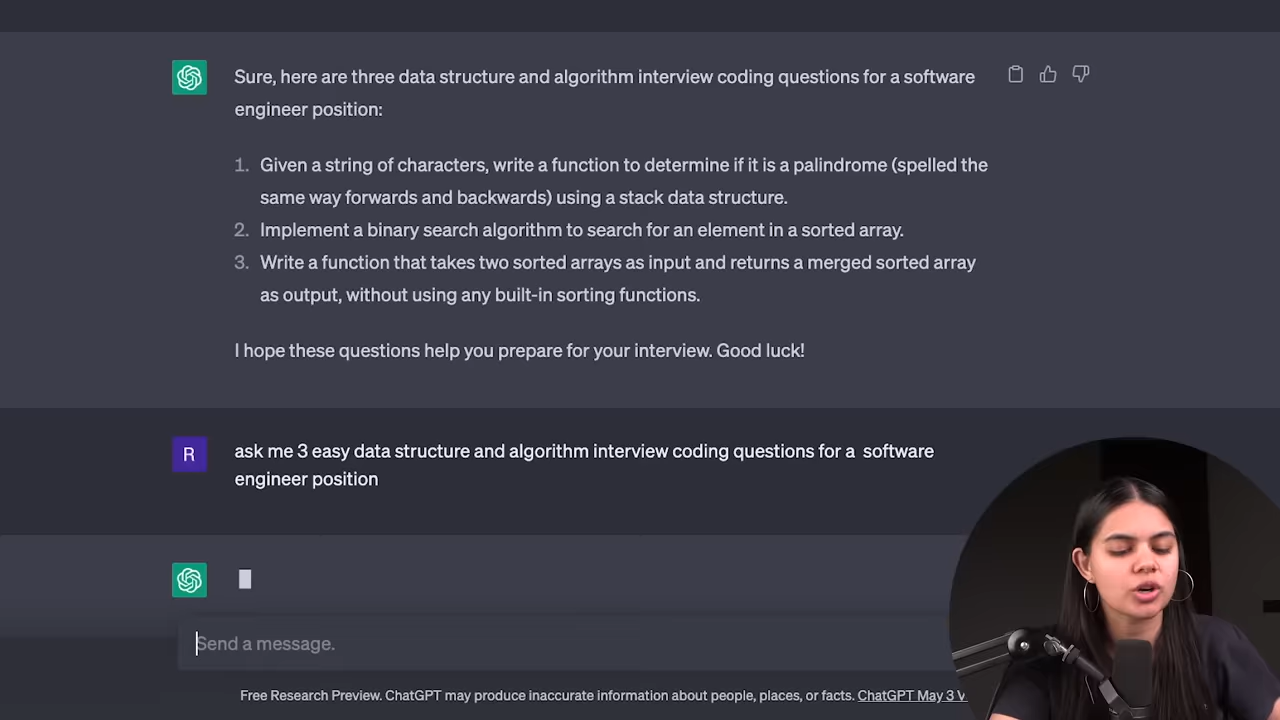 Sure, here are three data structure and algorithm interview coding questions for a software
engineer position:
1. Given a string of characters, write a function to determine if it is a palindrome (spelled the
same way forwards and backwards) using a stack data structure.
2. Implement a binary search algorithm to search for an element in a sorted array.
3. Write a function that takes two sorted arrays as input and returns a merged sorted array
as output, without using any built-in sorting functions.
I hope these questions help you prepare for your interview. Good luck!
R
ask me 3 easy data structure and algorithm interview coding questions for a software
engineer position
Send a message.
Free Research Preview. ChatGPT may produce inaccurate information about people, places, or facts. ChatGPT May 3 V